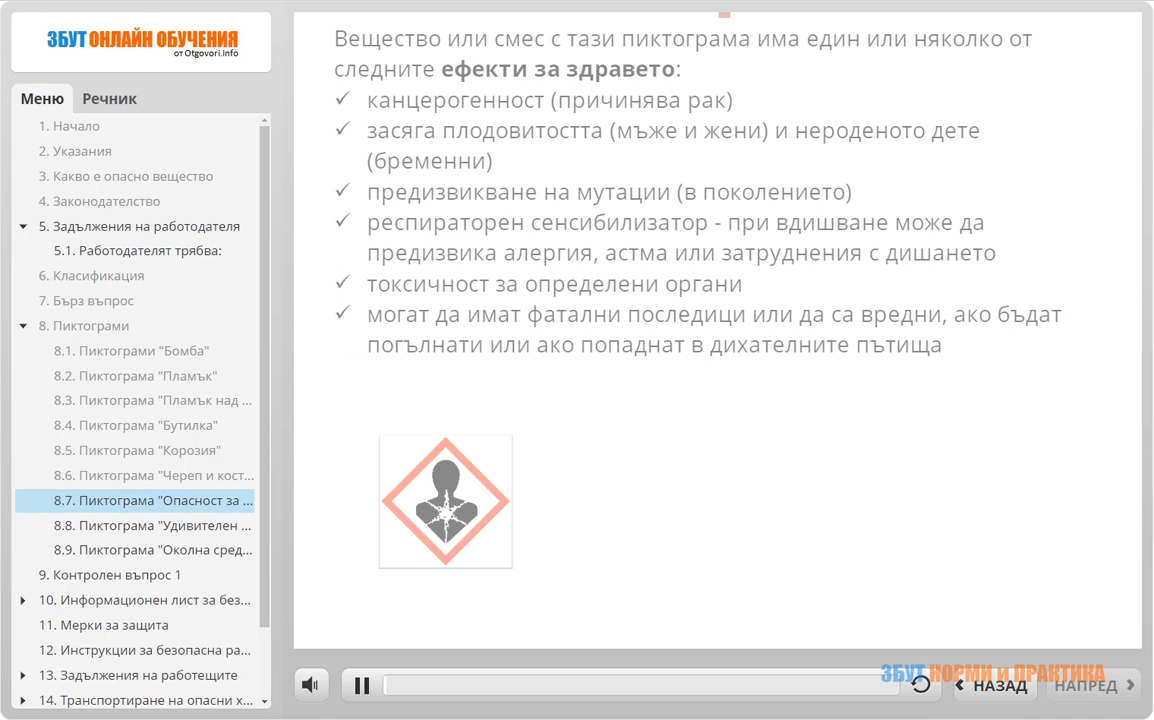 ЗБУТ ОНЛАЙН ОБУЧЕНИЯ
от Otgovori.Info
Меню Речник
1. Начало
2. Указания
3. Какво е опасно вещество
4. Законодателство
5. Задължения на работодателя
5.1. Работодателят трябва:
6. Класификация
7. Бърз въпрос
8. Пиктограми
8.1. Пиктограми "Бомба"
8.2. Пиктограма "Пламък"
8.3. Пиктограма "Пламък над ...
8.4. Пиктограма "Бутилка"
8.5. Пиктограма "Корозия"
8.6. Пиктограма "Череп и кост...
8.7. Пиктограма "Опасност за ...
8.8. Пиктограма "Удивителен ...
8.9. Пиктограма "Околна сред...
9. Контролен въпрос 1
10. Информационен лист за без...
11. Мерки за защита
12. Инструкции за безопасна ра...
13. Задължения на работещите
14. Транспортиране на опасни х...
Вещество или смес с тази пиктограма има един или няколко от
следните ефекти за здравето:
✓ канцерогенност (причинява рак)
✓ засяга плодовитостта (мъже и жени) и нероденото дете
(бременни)
✓ предизвикване на мутации (в поколението)
✓ респираторен сенсибилизатор - при вдишване може да
предизвика алергия, астма или затруднения с дишането
✓ токсичност за определени органи
✓ могат да имат фатални последици или да са вредни, ако бъдат
погълнати или ако попаднат в дихателните пътища
ЗБУТ НОРМИ и ПРАКТИКА
НАЗАД НАПРЕД